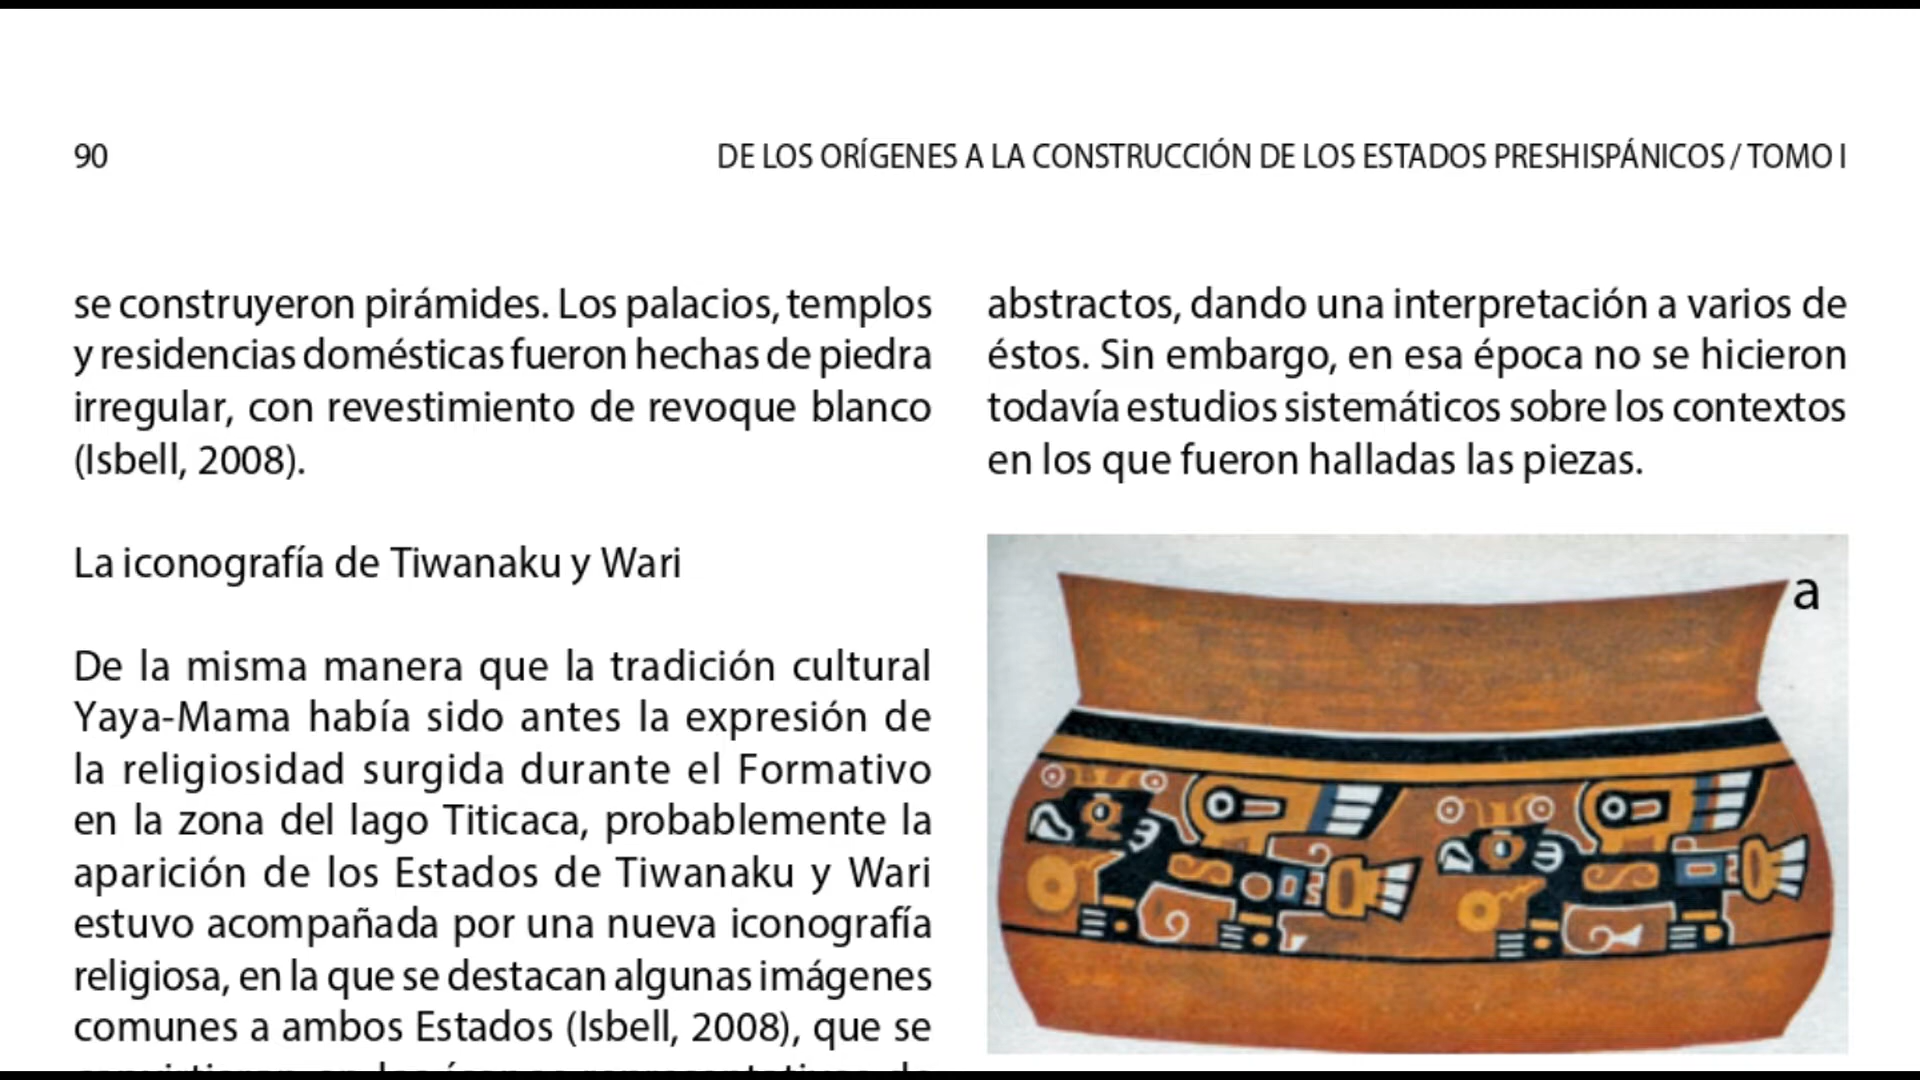 90
DE LOS ORÍGENES A LA CONSTRUCCIÓN DE LOS ESTADOS PRESHISPÁNICOS / TOMO I
se construyeron pirámides. Los palacios, templos
y residencias domésticas fueron hechas de piedra
irregular, con revestimiento de revoque blanco
(Isbell, 2008).
La iconografía de Tiwanaku y Wari
De la misma manera que la tradición cultural
Yaya-Mama había sido antes la expresión de
la religiosidad surgida durante el Formativo
en la zona del lago Titicaca, probablemente la
aparición de los Estados de Tiwanaku y Wari
estuvo acompañada por una nueva iconografía
religiosa, en la que se destacan algunas imágenes
comunes a ambos Estados (Isbell, 2008), que se
abstractos, dando una interpretación a varios de
éstos. Sin embargo, en esa época no se hicieron
todavía estudios sistemáticos sobre los contextos
en los que fueron halladas las piezas.
a